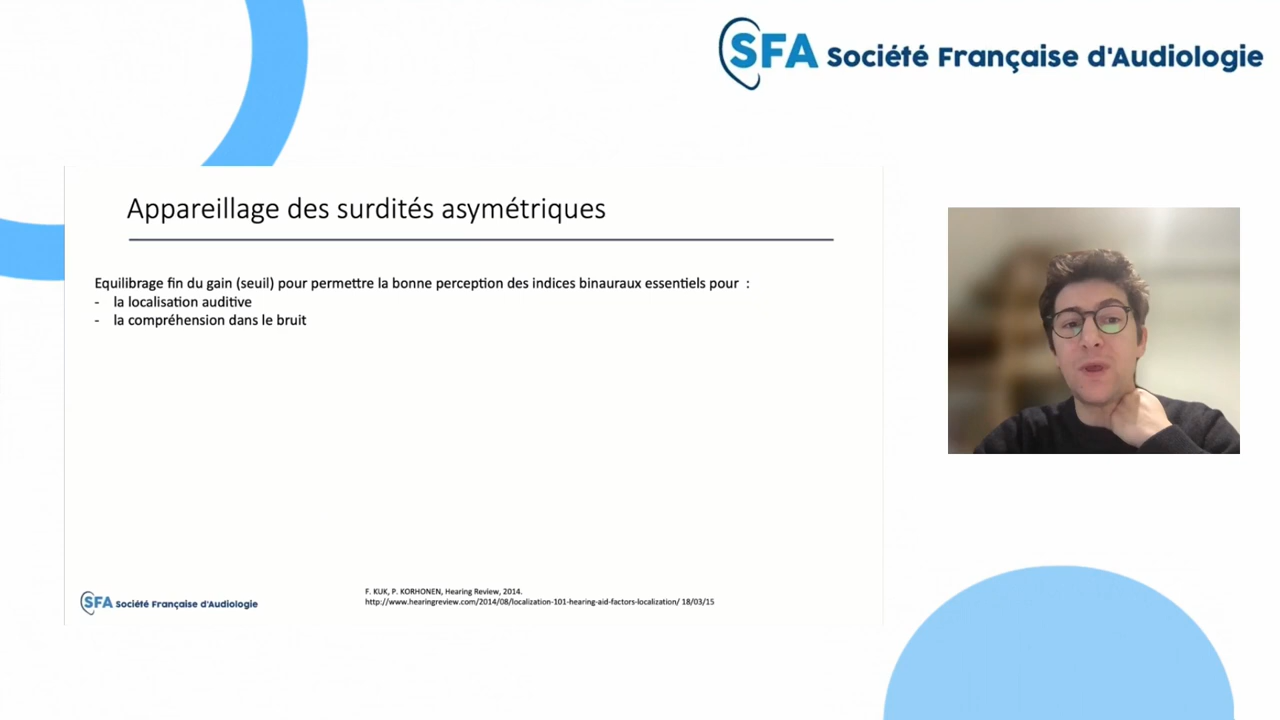 SFA Société Française d'Audiologie
Appareillage des surdités asymétriques
Equilibrage fin du gain (seuil) pour permettre la bonne perception des indices binauraux essentiels pour :
- la localisation auditive
- la compréhension dans le bruit
F. KUK, P. KORHONEN, Hearing Review, 2014.
http://www.hearingreview.com/2014/08/localization-101-hearing-aid-factors-localization/ 18/03/15
SFA Société Française d'Audiologie